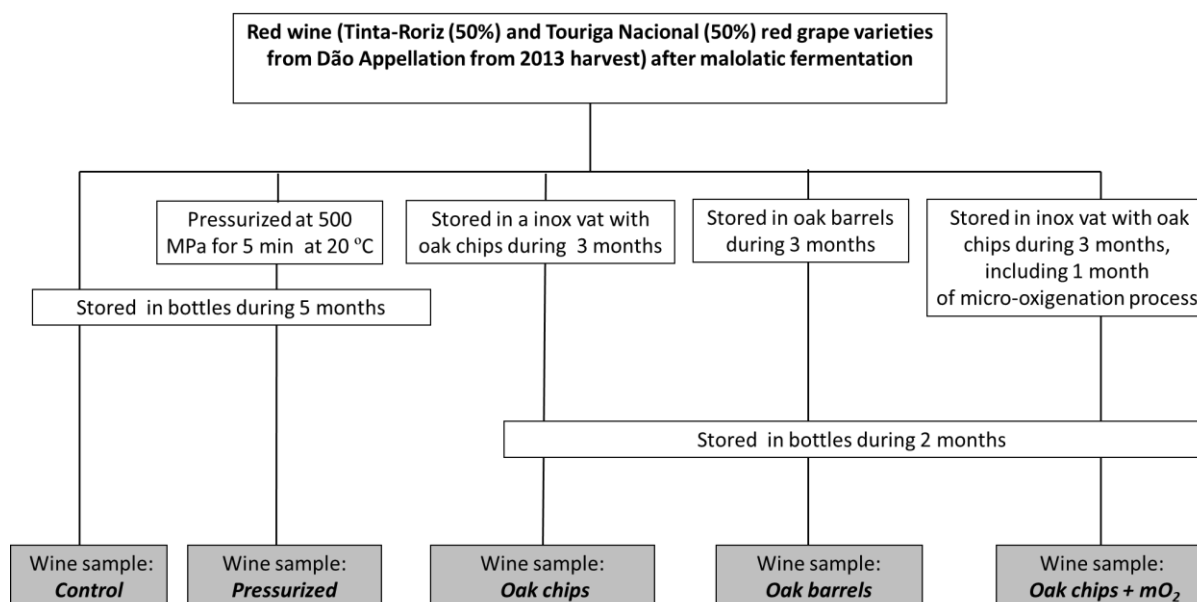 Red wine (Tinta-Roriz (50%) and Touriga Nacional (50%) red grape varieties
from Dão Appellation from 2013 harvest) after malolatic fermentation
Pressurized at 500
MPa for 5 min at 20 ºC
Stored in a inox vat with
oak chips during 3 months
Stored in oak barrels
during 3 months
Stored in inox vat with oak
chips during 3 months,
including 1 month
of micro-oxigenation process
Stored in bottles during 5 months
Stored in bottles during 2 months
Wine sample:
Control
Wine sample:
Pressurized
Wine sample:
Oak chips
Wine sample:
Oak barrels
Wine sample:
Oak chips + mO₂